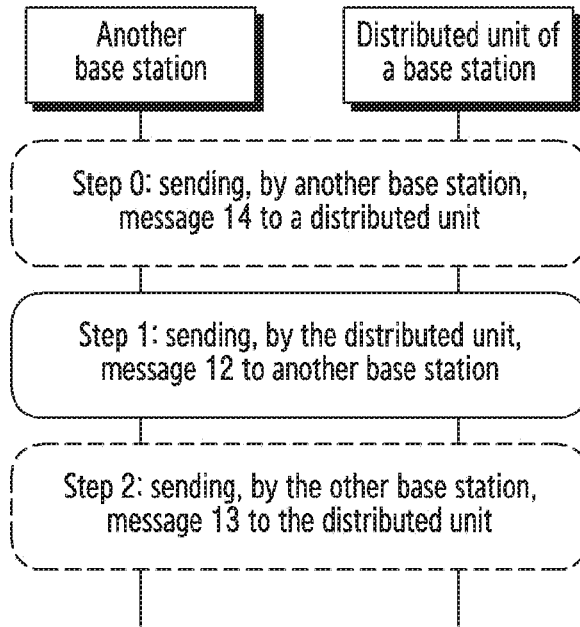 Another
base station
Distributed unit of
a base station
Step 0: sending, by another base station,
message 14 to a distributed unit
Step 1: sending, by the distributed unit,
message 12 to another base station
Step 2: sending, by the other base station,
message 13 to the distributed unit